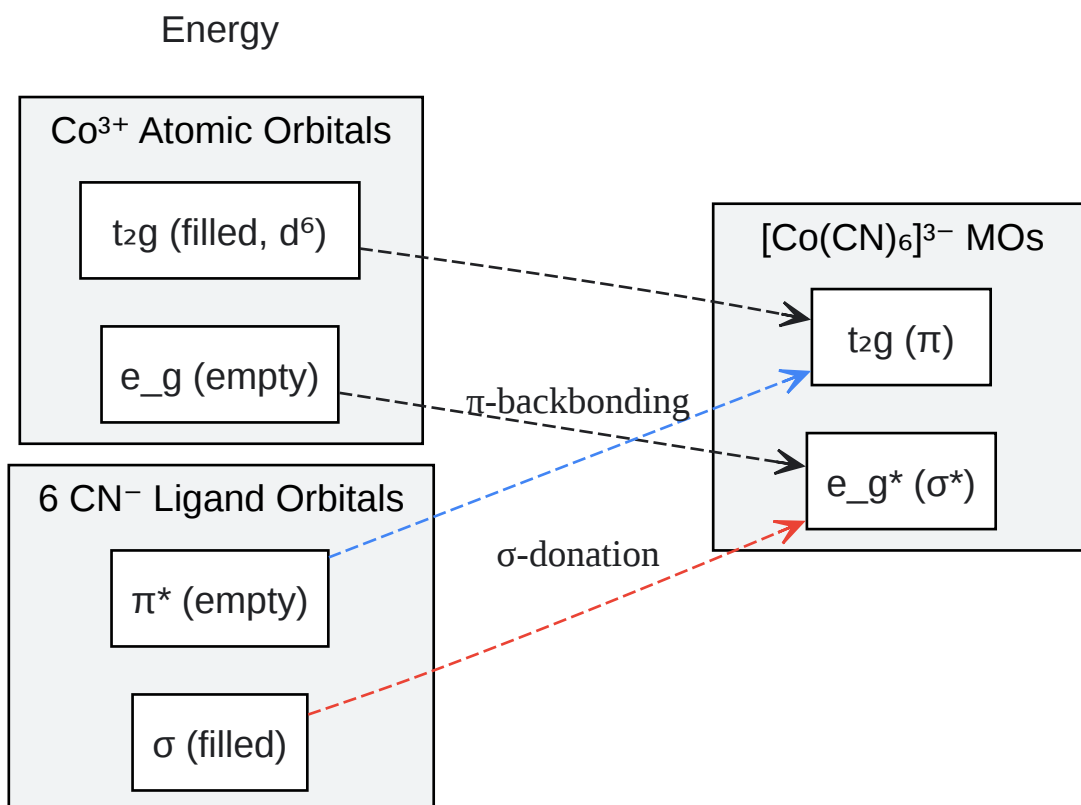 Energy
Co³⁺ Atomic Orbitals
t₂g (filled, d⁶)
e_g (empty)
6 CN⁻ Ligand Orbitals
π* (empty)
σ (filled)
π-backbonding
σ-donation
[Co(CN)₆]³⁻ MOs
t₂g (π)
e_g* (σ*)